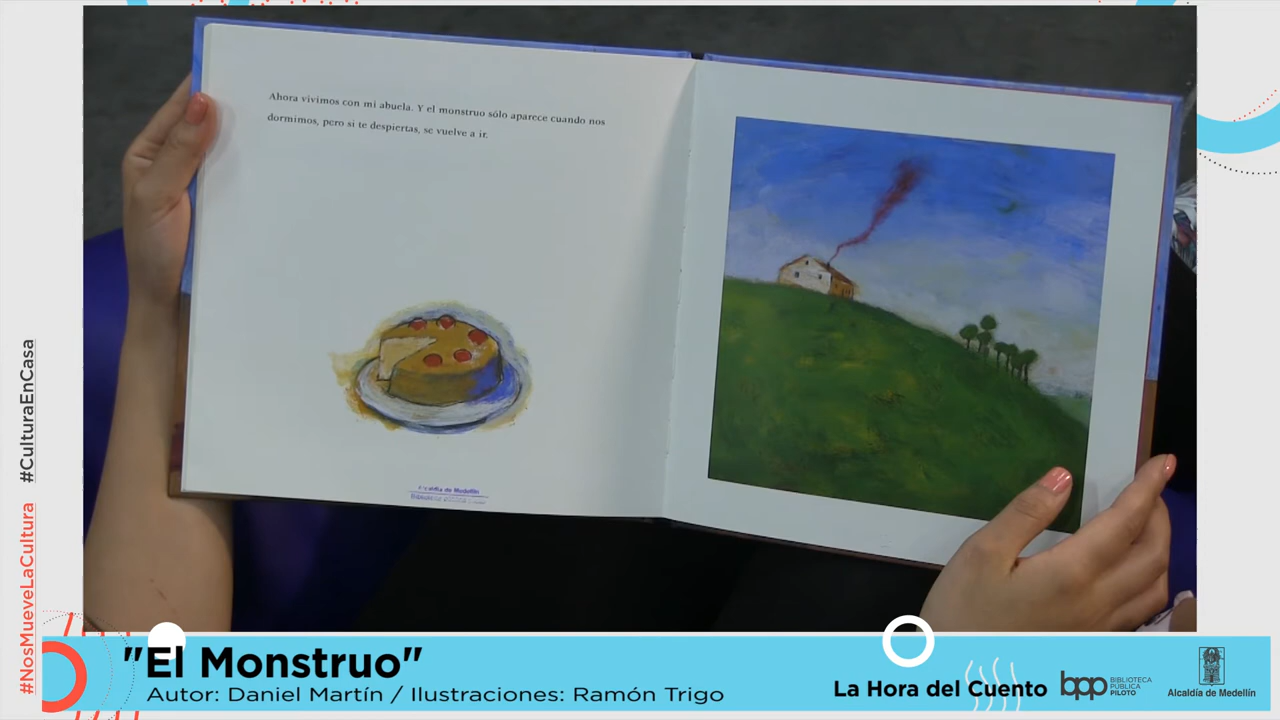 Ahora vivimos con mi abuela. Y el monstruo sólo aparece cuando nos
dormimos, pero si te despiertas, se vuelve a ir.
Alcaldía de Medellín
#CulturaEnCasa
#NosMueveLaCultura
"El Monstruo"
Autor: Daniel Martín / Ilustraciones: Ramón Trigo
La Hora del Cuento
bpp
BIBLIOTECA
PÚBLICA
PILOTO
Alcaldía de Medellín